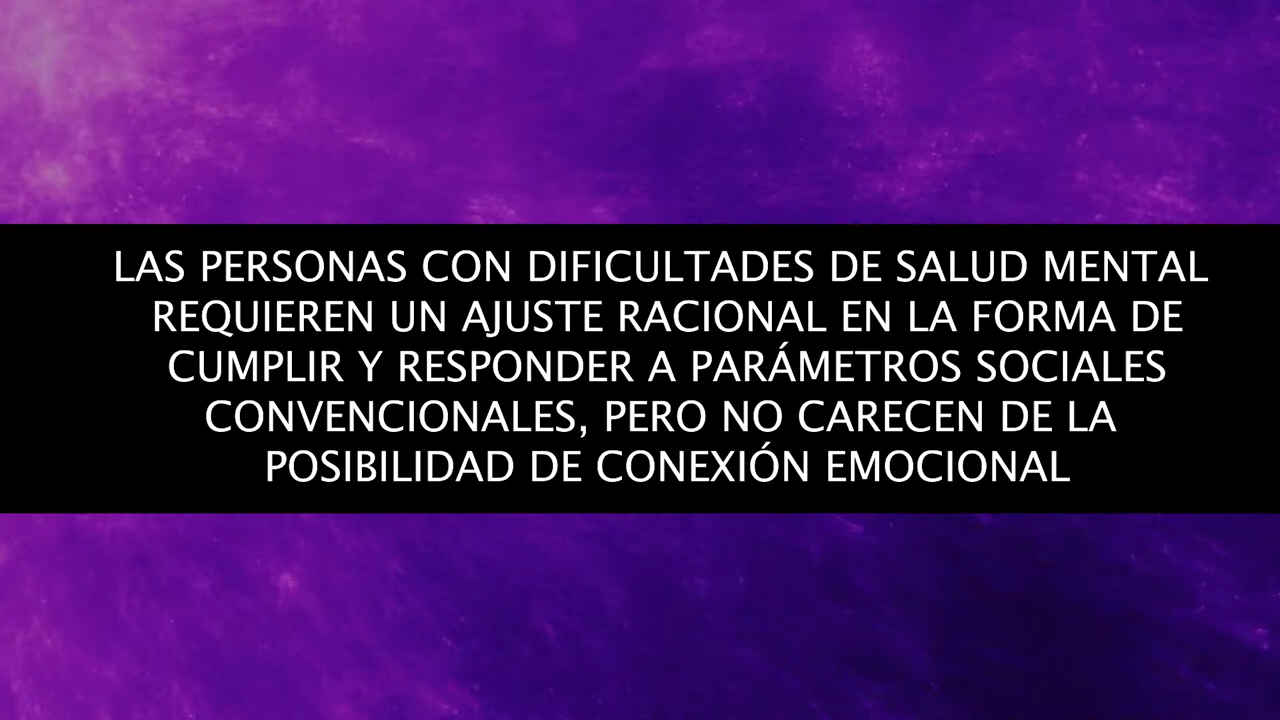 LAS PERSONAS CON DIFICULTADES DE SALUD MENTAL
REQUIEREN UN AJUSTE RACIONAL EN LA FORMA DE
CUMPLIR Y RESPONDER A PARÁMETROS SOCIALES
CONVENCIONALES, PERO NO CARECEN DE LA
POSIBILIDAD DE CONEXIÓN EMOCIONAL